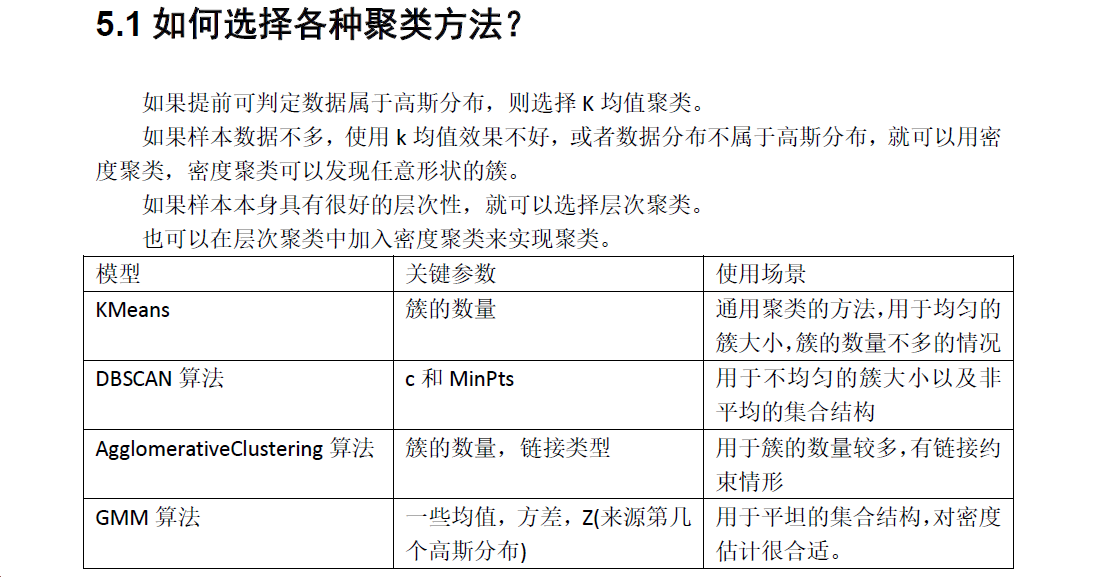 5.1 如何选择各种聚类方法？
如果提前可判定数据属于高斯分布，则选择 K 均值聚类。
如果样本数据不多，使用 k 均值效果不好，或者数据分布不属于高斯分布，就可以用密
度聚类，密度聚类可以发现任意形状的簇。
如果样本本身具有很好的层次性，就可以选择层次聚类。
也可以在层次聚类中加入密度聚类来实现聚类。
模型 关键参数 使用场景
KMeans 簇的数量 通用聚类的方法，用于均匀的
簇大小，簇的数量不多的情况
DBSCAN 算法 c 和 MinPts 用于不均匀的簇大小以及非
平均的集合结构
AgglomerativeClustering 算法 簇的数量，链接类型 用于簇的数量较多，有链接约
束情形
GMM 算法 一些均值，方差，Z(来源第几 用于平坦的集合结构，对密度
个高斯分布) 估计很合适。